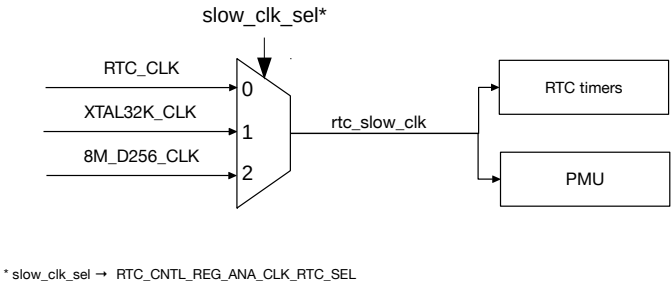 slow_clk_sel*
RTC_CLK
0
RTC timers
XTAL32K_CLK
1
rtc_slow_clk
8M_D256_CLK
2
PMU
* slow_clk_sel → RTC_CNTL_REG_ANA_CLK_RTC_SEL